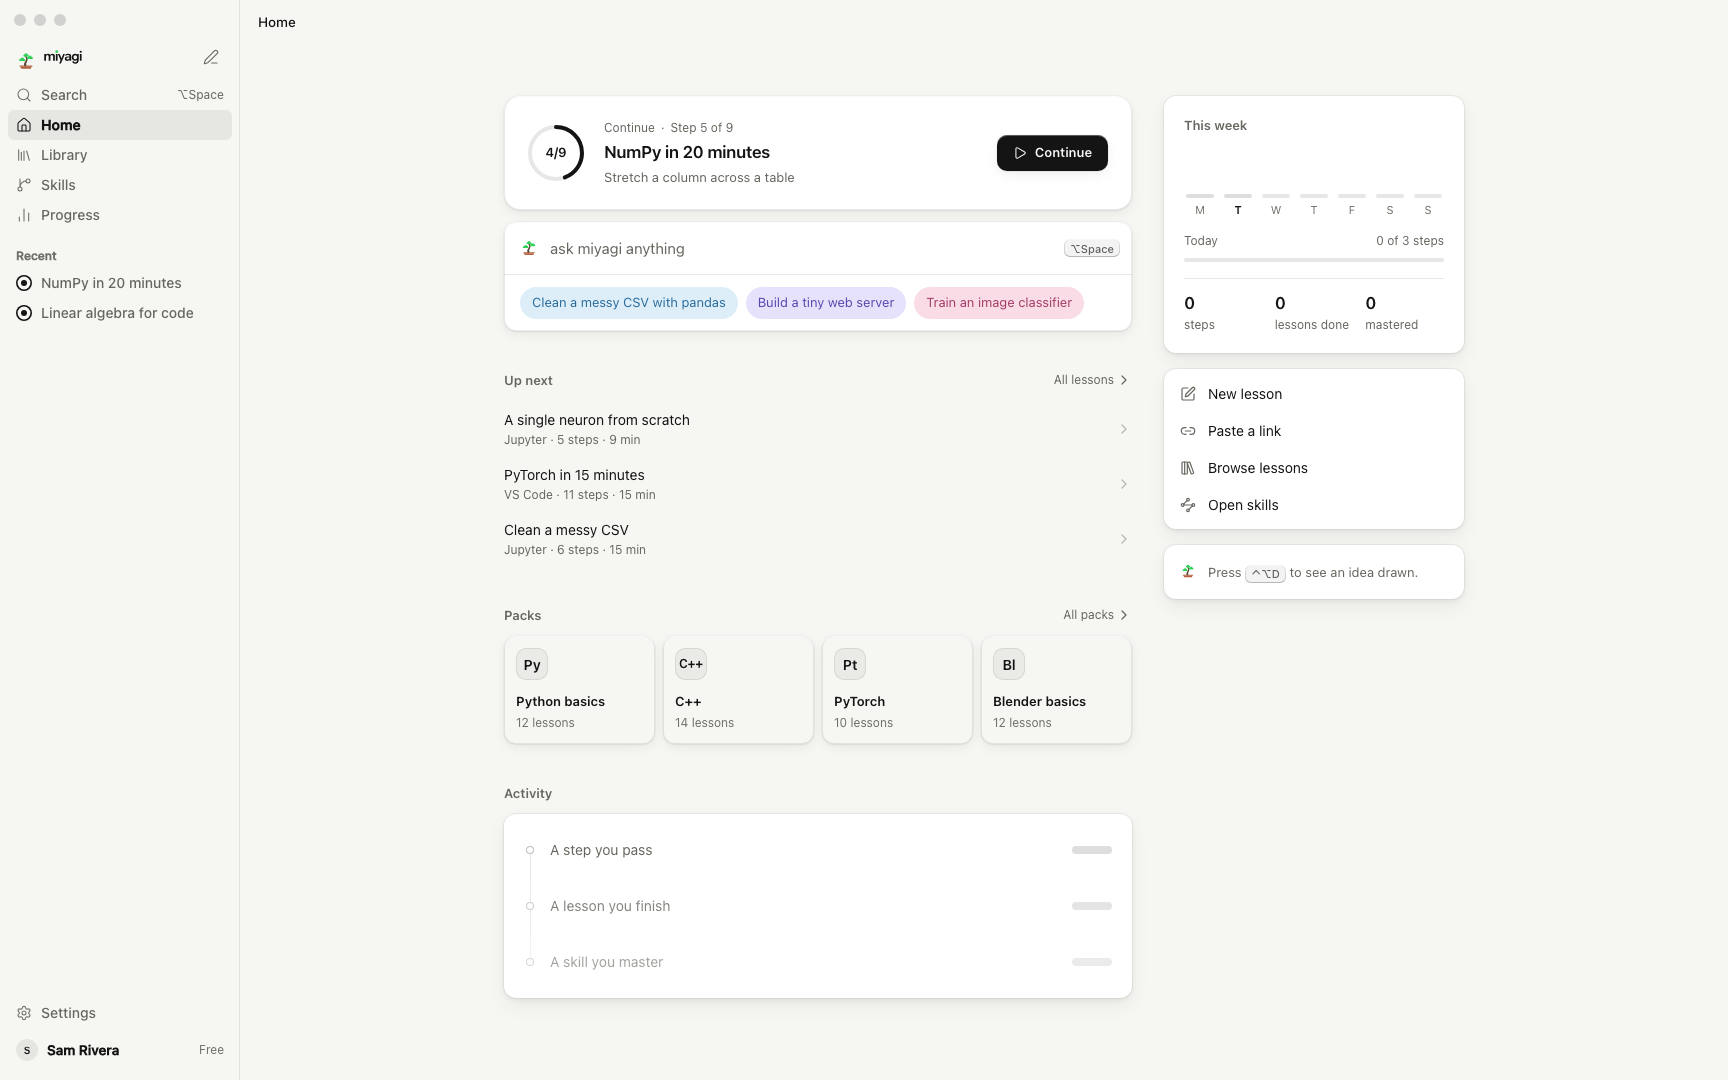 miyagi
Search ⌥Space
Home
Library
Skills
Progress
Recent
NumPy in 20 minutes
Linear algebra for code
Settings
S Sam Rivera Free
Home
4/9
Continue · Step 5 of 9
NumPy in 20 minutes
Stretch a column across a table
Continue
ask miyagi anything ⌥Space
Clean a messy CSV with pandas Build a tiny web server Train an image classifier
Up next All lessons
A single neuron from scratch
Jupyter · 5 steps · 9 min
PyTorch in 15 minutes
VS Code · 11 steps · 15 min
Clean a messy CSV
Jupyter · 6 steps · 15 min
Packs All packs
Py
Python basics
12 lessons
C++
C++
14 lessons
Pt
PyTorch
10 lessons
Bl
Blender basics
12 lessons
Activity
A step you pass
A lesson you finish
A skill you master
This week
M T W T F S S
Today 0 of 3 steps
0 0 0
steps lessons done mastered
New lesson
Paste a link
Browse lessons
Open skills
Press ^⌥D to see an idea drawn.